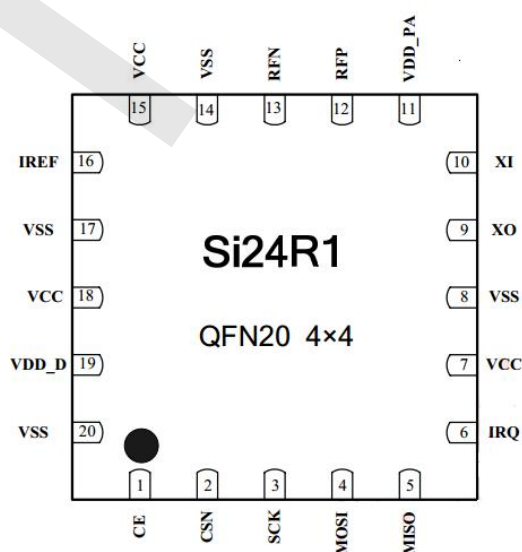 VCC VSS RFN RFP VDD_PA
15 14 13 12 11
IREF 16 10 XI
VSS 17 9 XO
Si24R1
VCC 18 8 VSS
QFN20 4×4
VDD_D 19 7 VCC
VSS 20 6 IRQ
1 2 3 4 5
CE CSN SCK MOSI MISO